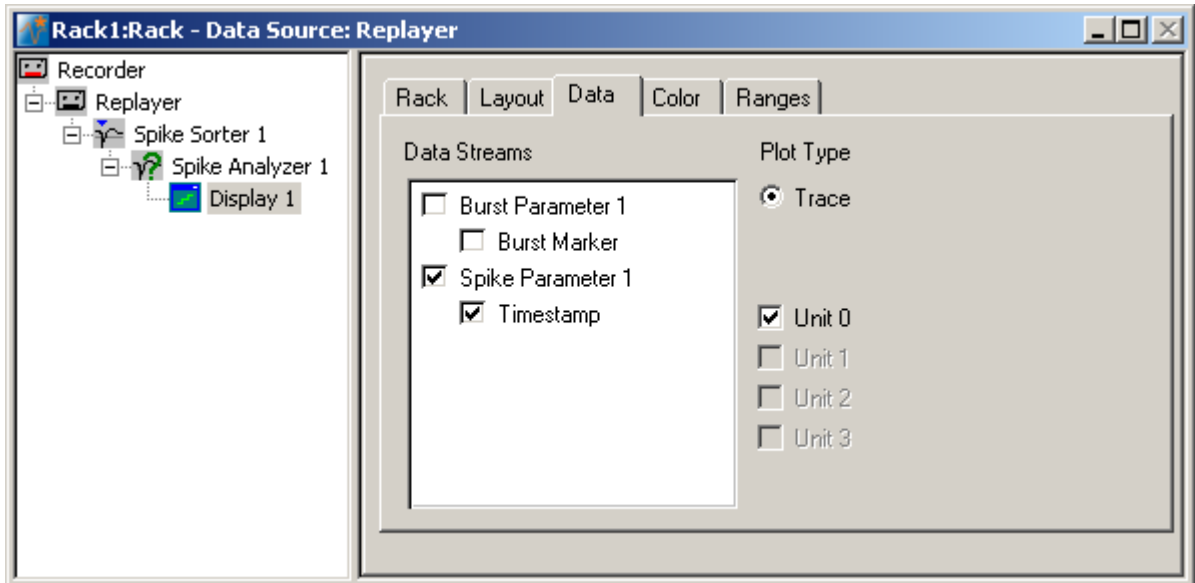 Rack1:Rack - Data Source: Replayer
Recorder
Replayer
Spike Sorter 1
Spike Analyzer 1
Display 1
Rack Layout Data Color Ranges
Data Streams
Burst Parameter 1
Burst Marker
Spike Parameter 1
Timestamp
Plot Type
Trace
Unit 0
Unit 1
Unit 2
Unit 3